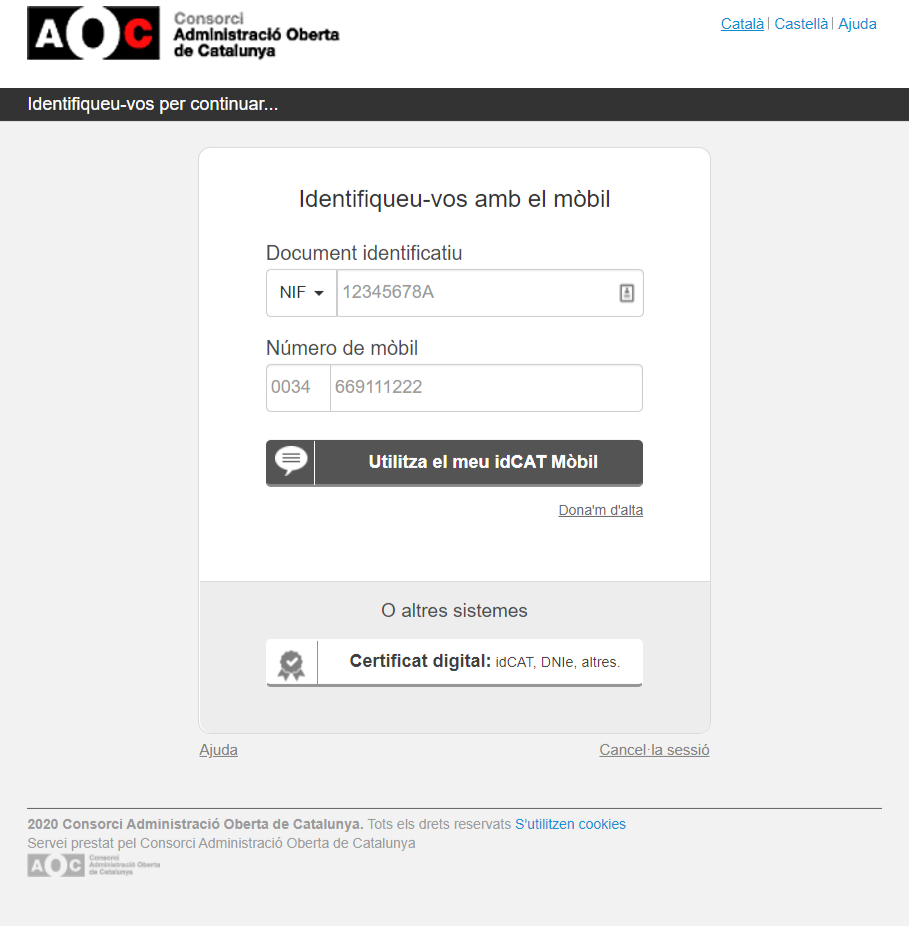 AOC Consorci
Administració Oberta
de Catalunya
Català | Castellà | Ajuda
Identifiqueu-vos per continuar...
Identifiqueu-vos amb el mòbil
Document identificatiu
NIF 12345678A
Número de mòbil
0034 669111222
Utilitza el meu idCAT Mòbil
Dona'm d'alta
O altres sistemes
Certificat digital: idCAT, DNIe, altres.
Ajuda Cancel·la sessió
2020 Consorci Administració Oberta de Catalunya. Tots els drets reservats S'utilitzen cookies
Servei prestat pel Consorci Administració Oberta de Catalunya
AOC Consorci
Administració Oberta
de Catalunya